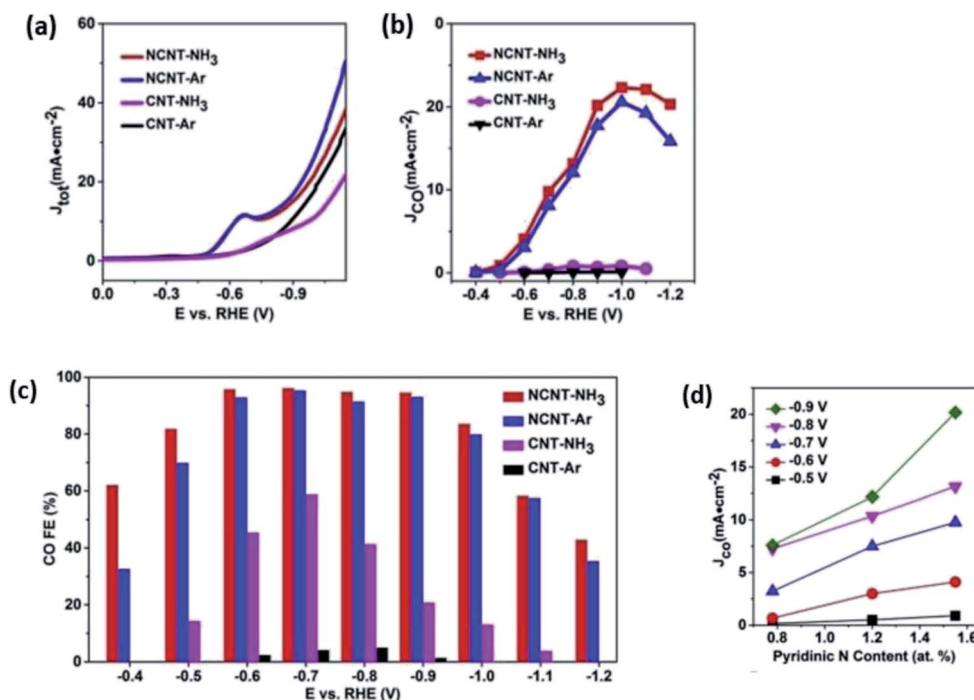 (a)
60
40
20
0
J_tot(mA•cm⁻²)
NCNT-NH₃
NCNT-Ar
CNT-NH₃
CNT-Ar
0.0 -0.3 -0.6 -0.9
E vs. RHE (V)
(b)
0
20
10
0
J_CO(mA•cm⁻²)
NCNT-NH₃
NCNT-Ar
CNT-NH₃
CNT-Ar
-0.4 -0.6 -0.8 -1.0 -1.2
E vs. RHE (V)
(c)
100
80
60
40
20
0
CO FE (%)
NCNT-NH₃
NCNT-Ar
CNT-NH₃
CNT-Ar
-0.4 -0.5 -0.6 -0.7 -0.8 -0.9 -1.0 -1.1 -1.2
E vs. RHE (V)
(d)
20
15
10
5
0
J_CO(mA•cm⁻²)
-0.9 V
-0.8 V
-0.7 V
-0.6 V
-0.5 V
0.8 1.0 1.2 1.4 1.6
Pyridinic N Content (at. %)